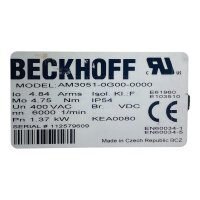 BECKHOFF
MODEL: AM3051-0G00-0000
Io 4.84 Arms Isol. Kl: F
Mo 4.75 Nm IP54
Un 400 VAC Br. VDC
nn 6000 1/min
Pn 1.37 kW KEA0080
SERIAL # 112579609
E61960
E103510
EN60034-1
EN60034-5
Made in Czech Republic BCZ